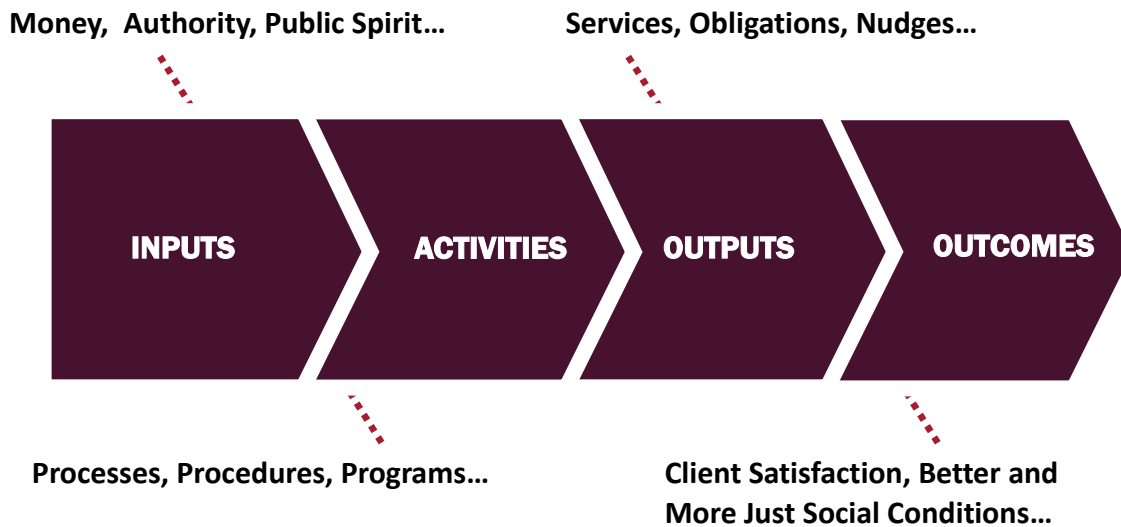 Money, Authority, Public Spirit…
Services, Obligations, Nudges…
INPUTS
ACTIVITIES
OUTPUTS
OUTCOMES
Processes, Procedures, Programs…
Client Satisfaction, Better and
More Just Social Conditions…